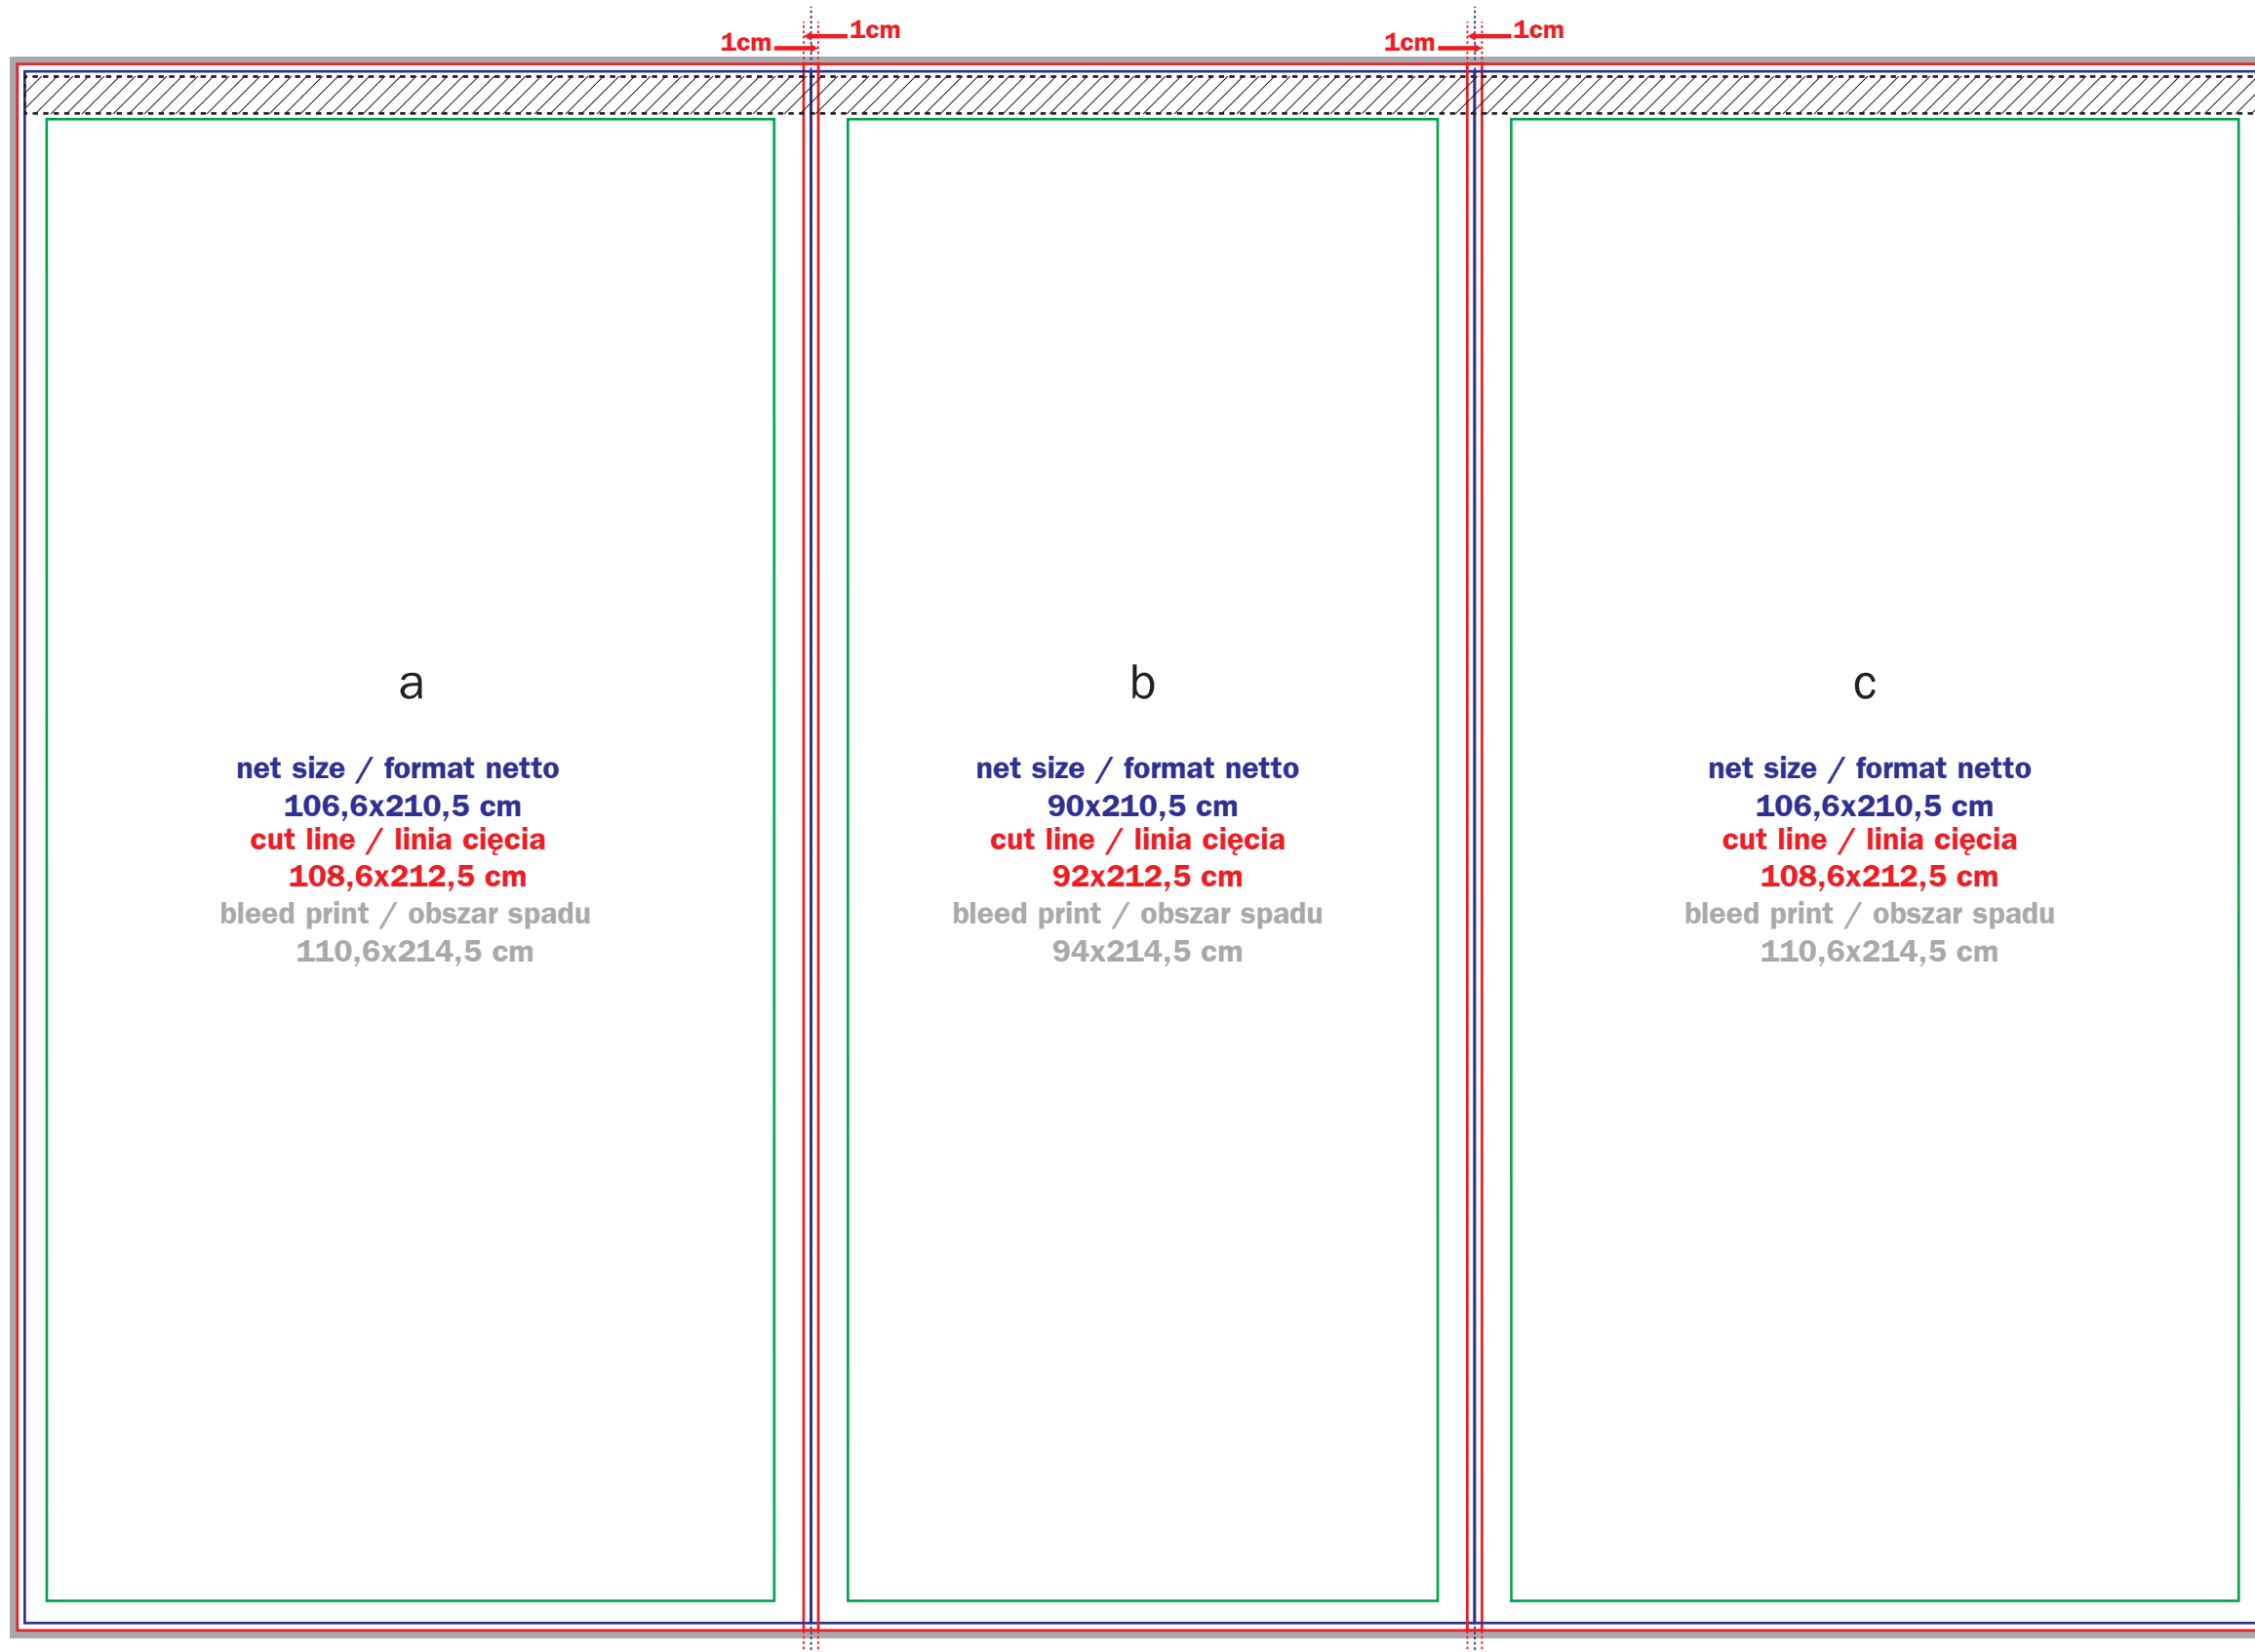 1cm 1cm 1cm 1cm
a
net size / format netto
106,6x210,5 cm
cut line / linia cięcia
108,6x212,5 cm
bleed print / obszar spadu
110,6x214,5 cm
b
net size / format netto
90x210,5 cm
cut line / linia cięcia
92x212,5 cm
bleed print / obszar spadu
94x214,5 cm
c
net size / format netto
106,6x210,5 cm
cut line / linia cięcia
108,6x212,5 cm
bleed print / obszar spadu
110,6x214,5 cm